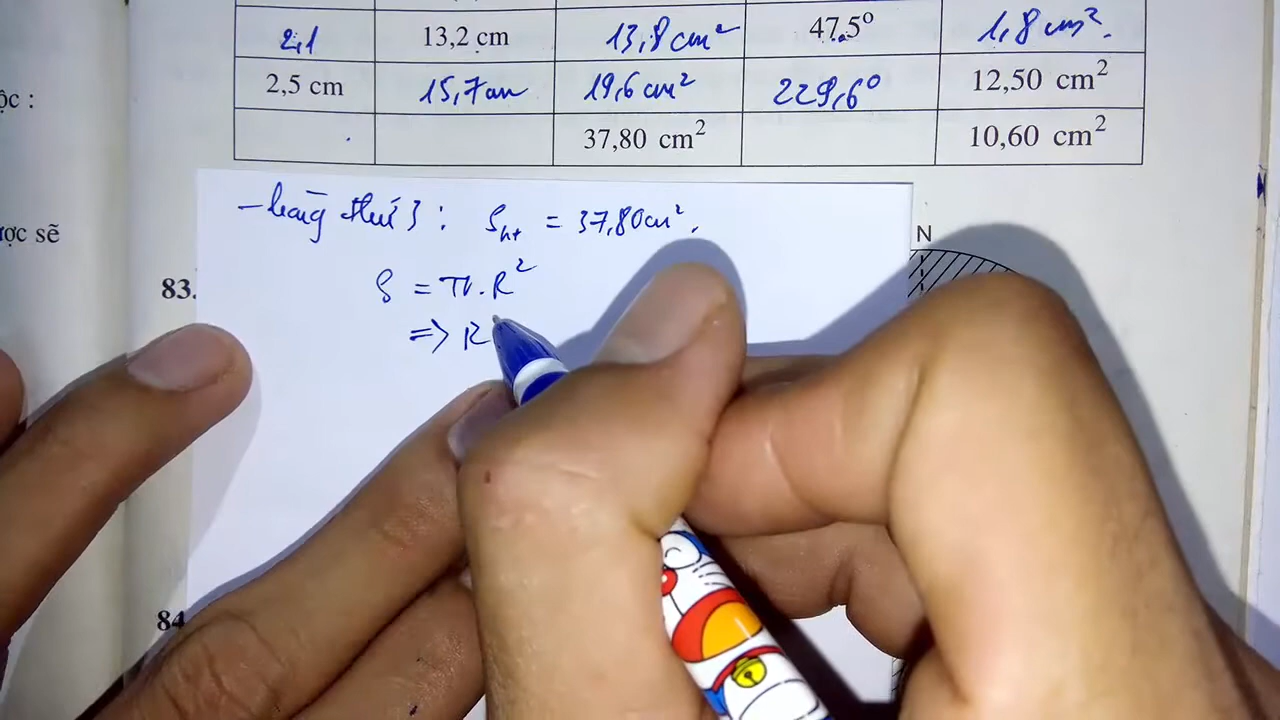 2,1 13,2 cm 13,8 cm² 47,5° 1,8 cm².
ộc : 2,5 cm 15,7 cm 19,6 cm² 229,6° 12,50 cm²
37,80 cm² 10,60 cm²
- hàng thứ 3 : Sht = 37,80 cm².
ược sẽ
N
83. S = π.R²
=> R
84